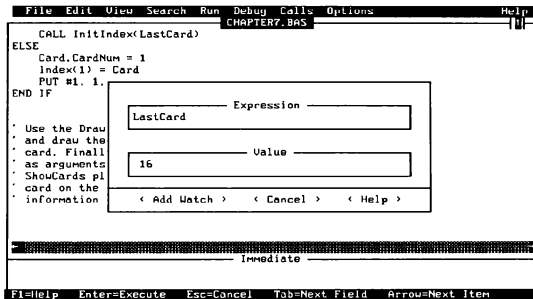 File Edit View Search Run Debug Calls Options Help
CHAPTER7.BAS
CALL InitIndex(LastCard)
ELSE
Card.CardNum = 1
Index(1) = Card
PUT #1, 1,
END IF
Expression
LastCard
' Use the Draw
' and draw the
' card. Finall
Value
' as arguments
16
' ShowCards pl
' card on the
' information
< Add Watch > < Cancel > < Help >
Immediate
F1=Help Enter=Execute Esc=Cancel Tab=Next Field Arrow=Next Item